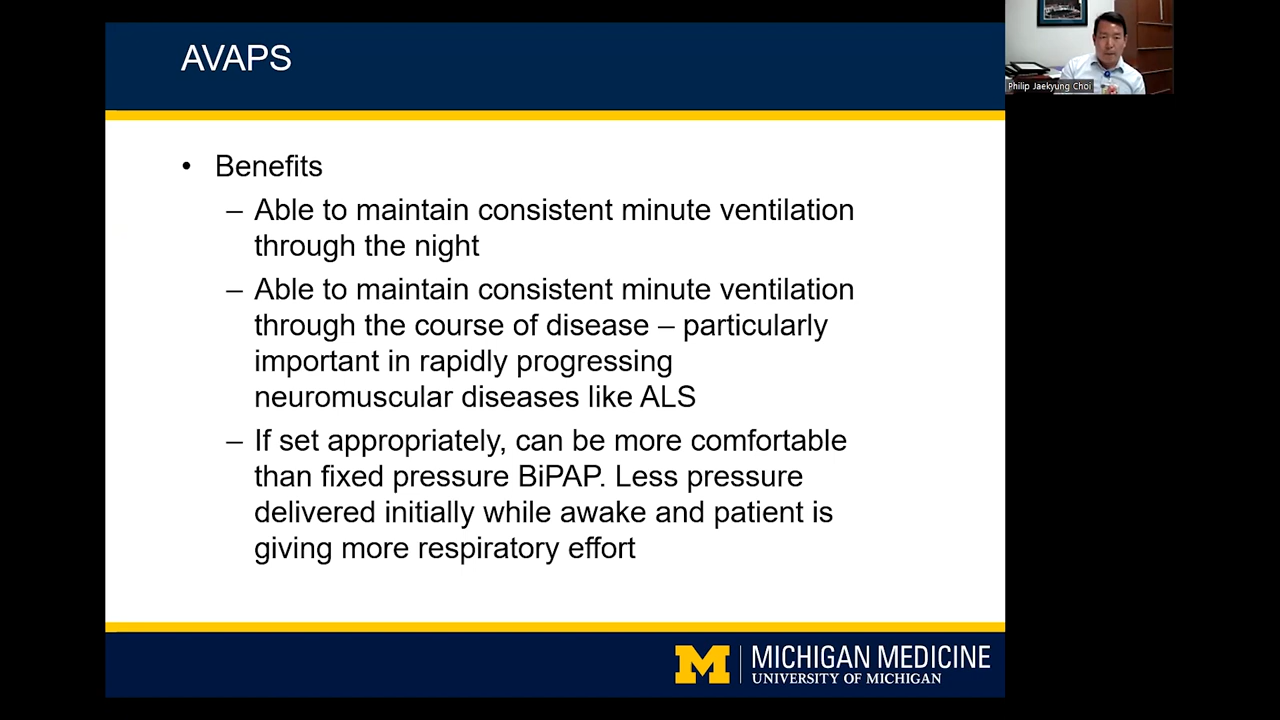 AVAPS
Philip Jaekyung Choi
• Benefits
– Able to maintain consistent minute ventilation
through the night
– Able to maintain consistent minute ventilation
through the course of disease – particularly
important in rapidly progressing
neuromuscular diseases like ALS
– If set appropriately, can be more comfortable
than fixed pressure BiPAP. Less pressure
delivered initially while awake and patient is
giving more respiratory effort
M
MICHIGAN MEDICINE
UNIVERSITY OF MICHIGAN